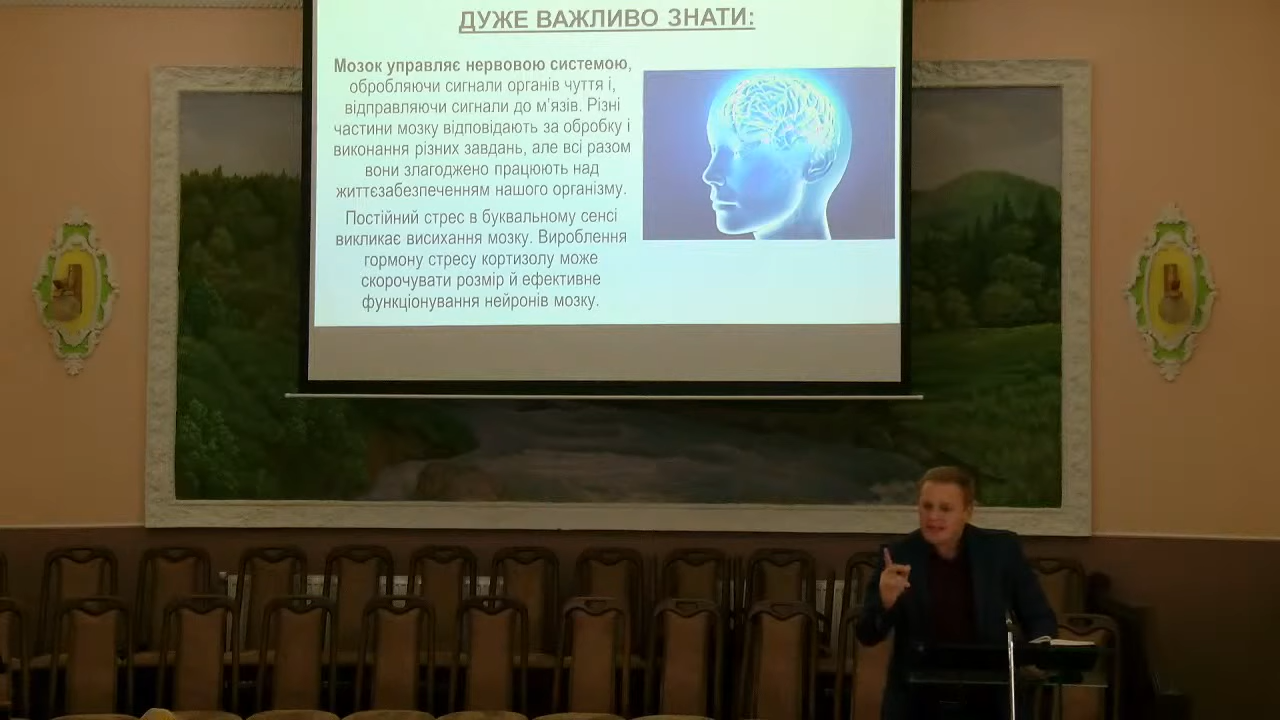 ДУЖЕ ВАЖЛИВО ЗНАТИ:
Мозок управляє нервовою системою,
обробляючи сигнали органів чуття і,
відправляючи сигнали до м'язів. Різні
частини мозку відповідають за обробку і
виконання різних завдань, але всі разом
вони злагоджено працюють над
життєзабезпеченням нашого організму.
Постійний стрес в буквальному сенсі
викликає висихання мозку. Вироблення
гормону стресу кортизолу може
скорочувати розмір й ефективне
функціонування нейронів мозку.